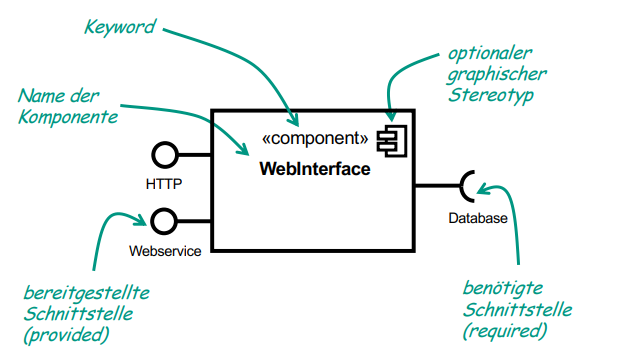 Keyword
optionaler
graphischer
Stereotyp
Name der
Komponente
«component»
WebInterface
HTTP
Webservice
Database
bereitgestellte
Schnittstelle
(provided)
benötigte
Schnittstelle
(required)